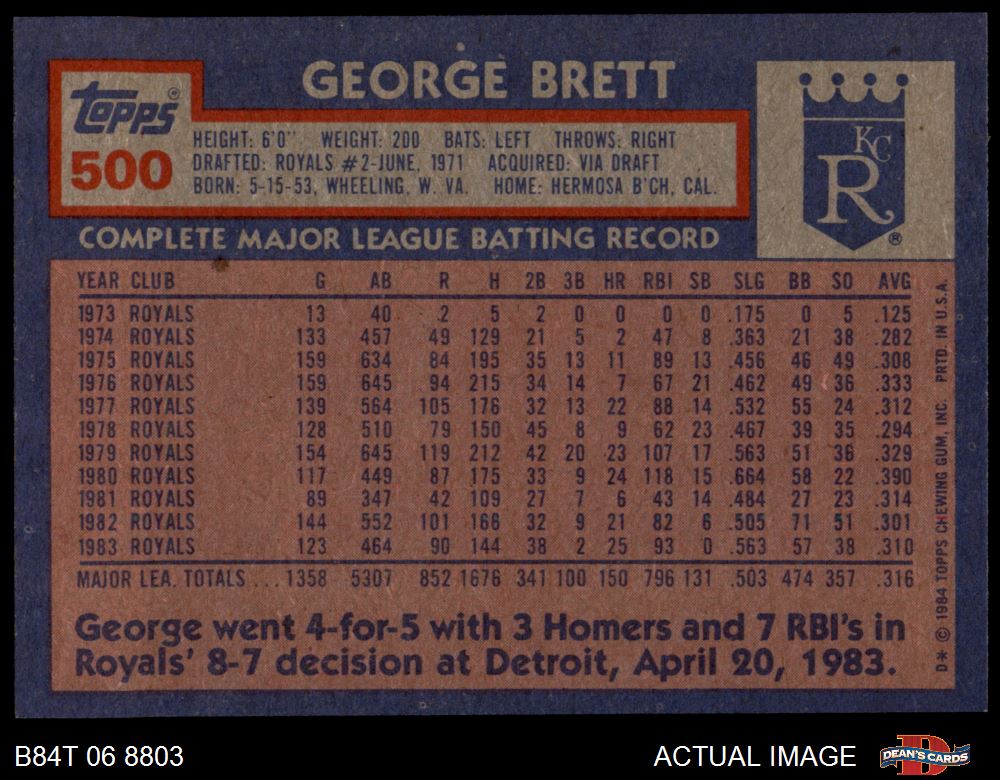 GEORGE BRETT
Topps®
500
HEIGHT: 6'0" WEIGHT: 200 BATS: LEFT THROWS: RIGHT
DRAFTED: ROYALS #2-JUNE, 1971 ACQUIRED: VIA DRAFT
BORN: 5-15-53, WHEELING, W. VA. HOME: HERMOSA B'CH, CAL.
KC
R
®
COMPLETE MAJOR LEAGUE BATTING RECORD
YEAR CLUB G AB R H 2B 3B HR RBI SB SLG BB SO AVG
1973 ROYALS 13 40 2 5 2 0 0 0 0 .175 0 5 .125
1974 ROYALS 133 457 49 129 21 5 2 47 8 .363 21 38 .282
1975 ROYALS 159 634 84 195 35 13 11 89 13 .456 46 49 .308
1976 ROYALS 159 645 94 215 34 14 7 67 21 .462 49 36 .333
1977 ROYALS 139 564 105 176 32 13 22 88 14 .532 55 24 .312
1978 ROYALS 128 510 79 150 45 8 9 62 23 .467 39 35 .294
1979 ROYALS 154 645 119 212 42 20 23 107 17 .563 51 36 .329
1980 ROYALS 117 449 87 175 33 9 24 118 15 .664 58 22 .390
1981 ROYALS 89 347 42 109 27 7 6 43 14 .484 27 23 .314
1982 ROYALS 144 552 101 166 32 9 21 82 6 .505 71 51 .301
1983 ROYALS 123 464 90 144 38 2 25 93 0 .563 57 38 .310
MAJOR LEA. TOTALS ... 1358 5307 852 1676 341 100 150 796 131 .503 474 357 .316
George went 4-for-5 with 3 Homers and 7 RBI's in
Royals' 8-7 decision at Detroit, April 20, 1983.
D* © 1984 TOPPS CHEWING GUM, INC. PRTD. IN U.S.A.
B84T 06 8803
ACTUAL IMAGE
DEAN'S CARDS